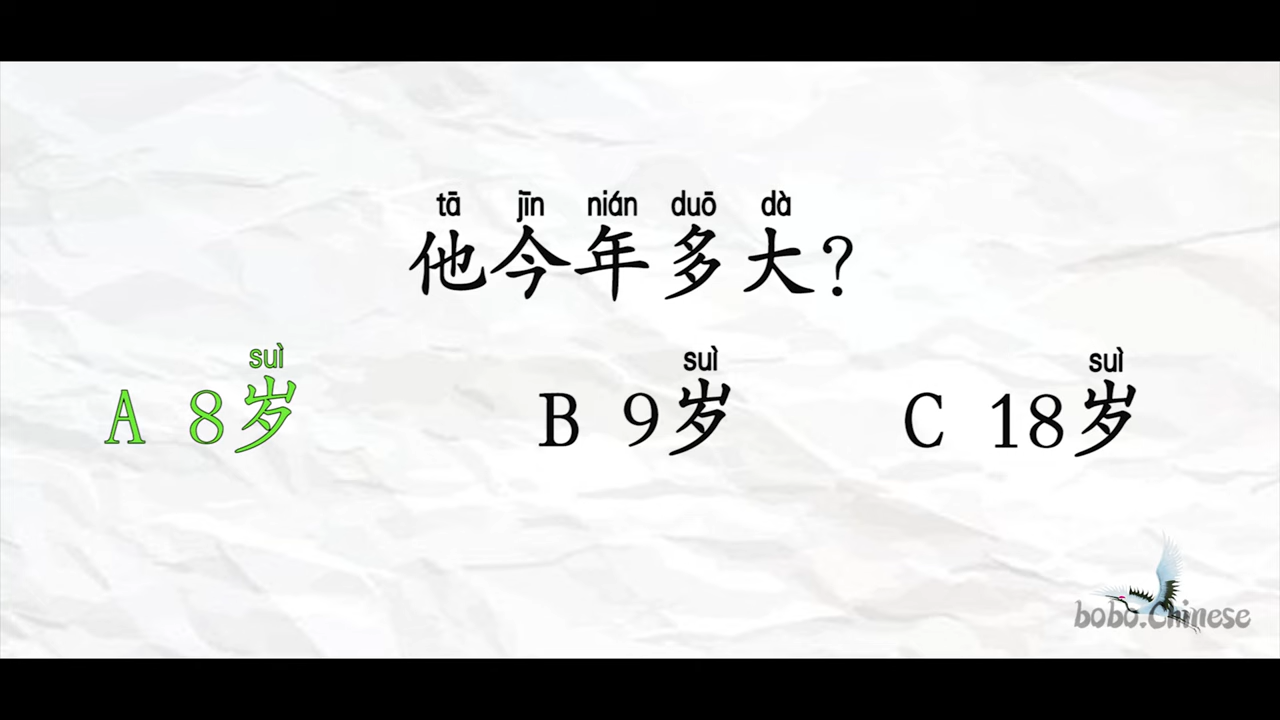 tā jīn nián duō dà
他今年多大?
suì suì suì
A 8岁 B 9岁 C 18岁
bobo.Chinese